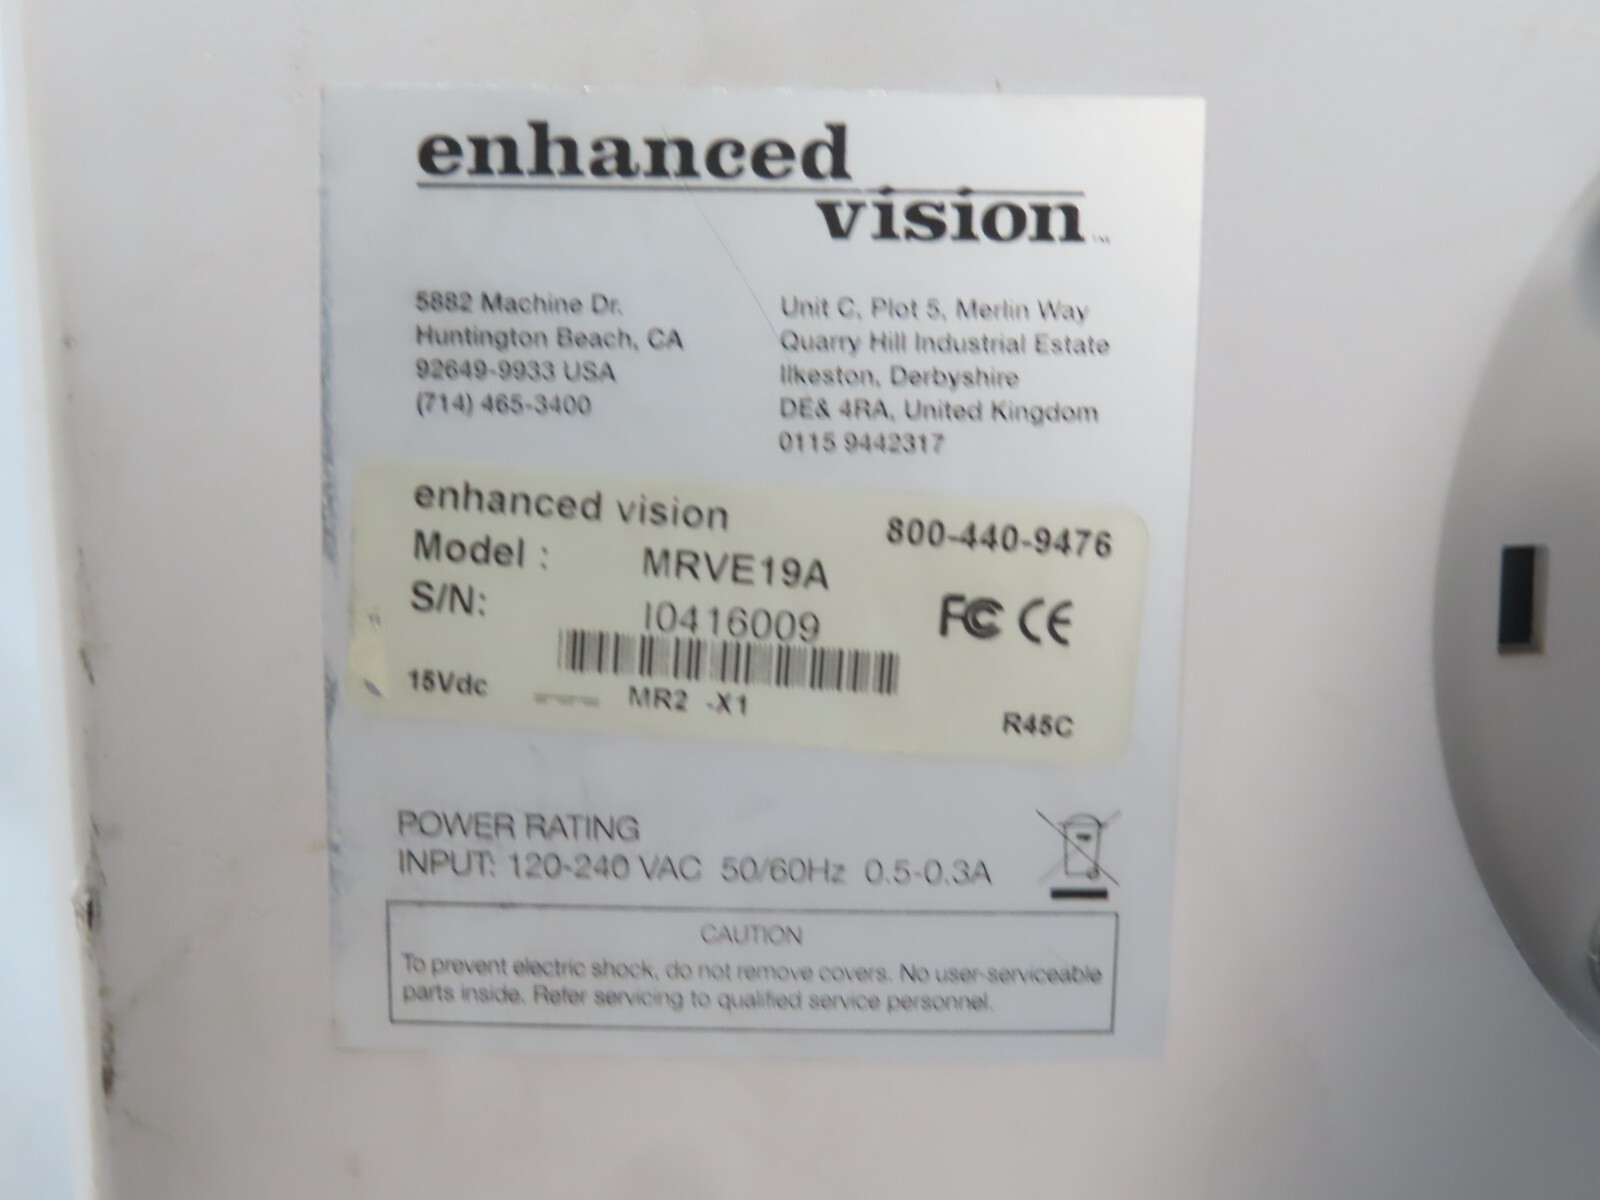 enhanced
vision™
5882 Machine Dr.
Huntington Beach, CA
92649-9933 USA
(714) 465-3400
Unit C, Plot 5, Merlin Way
Quarry Hill Industrial Estate
Ilkeston, Derbyshire
DE& 4RA, United Kingdom
0115 9442317
enhanced vision 800-440-9476
Model : MRVE19A
S/N: I0416009
FC CE
15Vdc MR2 -X1 R45C
POWER RATING
INPUT: 120-240 VAC 50/60Hz 0.5-0.3A
CAUTION
To prevent electric shock, do not remove covers. No user-serviceable
parts inside. Refer servicing to qualified service personnel.